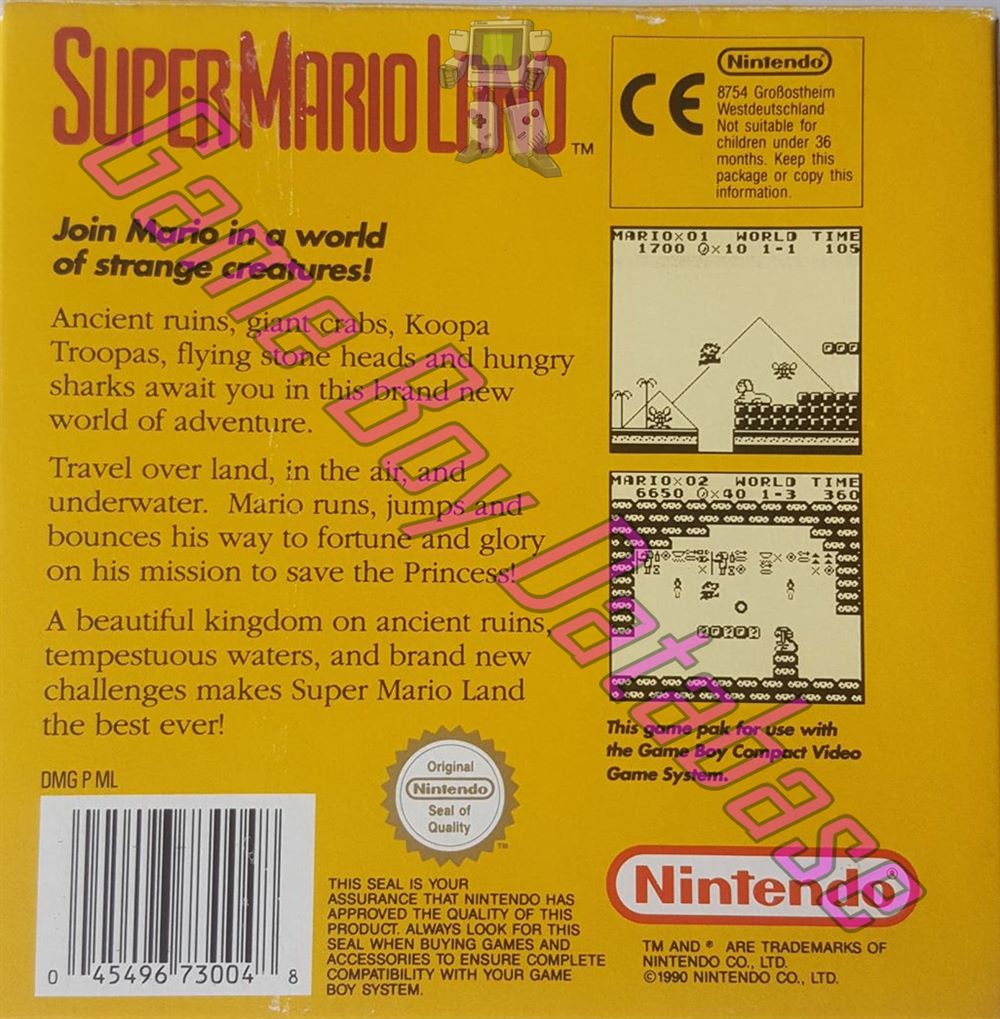 SUPER MARIO LAND™
Nintendo
8754 Großostheim
Westdeutschland
Not suitable for
children under 36
months. Keep this
package or copy this
information.
CE
Join Mario in a world
of strange creatures!
Ancient ruins, giant crabs, Koopa
Troopas, flying stone heads and hungry
sharks await you in this brand new
world of adventure.
Travel over land, in the air, and
underwater. Mario runs, jumps and
bounces his way to fortune and glory
on his mission to save the Princess!
A beautiful kingdom on ancient ruins,
tempestuous waters, and brand new
challenges makes Super Mario Land
the best ever!
MARIO×01 WORLD TIME
1700 ×10 1-1 105
MARIO×02 WORLD TIME
6650 ×40 1-3 360
This game pak for use with
the Game Boy Compact Video
Game System.
DMG P ML
0 45496 73004 8
Original
Nintendo
Seal of
Quality
TM
THIS SEAL IS YOUR
ASSURANCE THAT NINTENDO HAS
APPROVED THE QUALITY OF THIS
PRODUCT. ALWAYS LOOK FOR THIS
SEAL WHEN BUYING GAMES AND
ACCESSORIES TO ENSURE COMPLETE
COMPATIBILITY WITH YOUR GAME
BOY SYSTEM.
Nintendo®
TM AND ® ARE TRADEMARKS OF
NINTENDO CO., LTD.
©1990 NINTENDO CO., LTD.
Game Boy Database